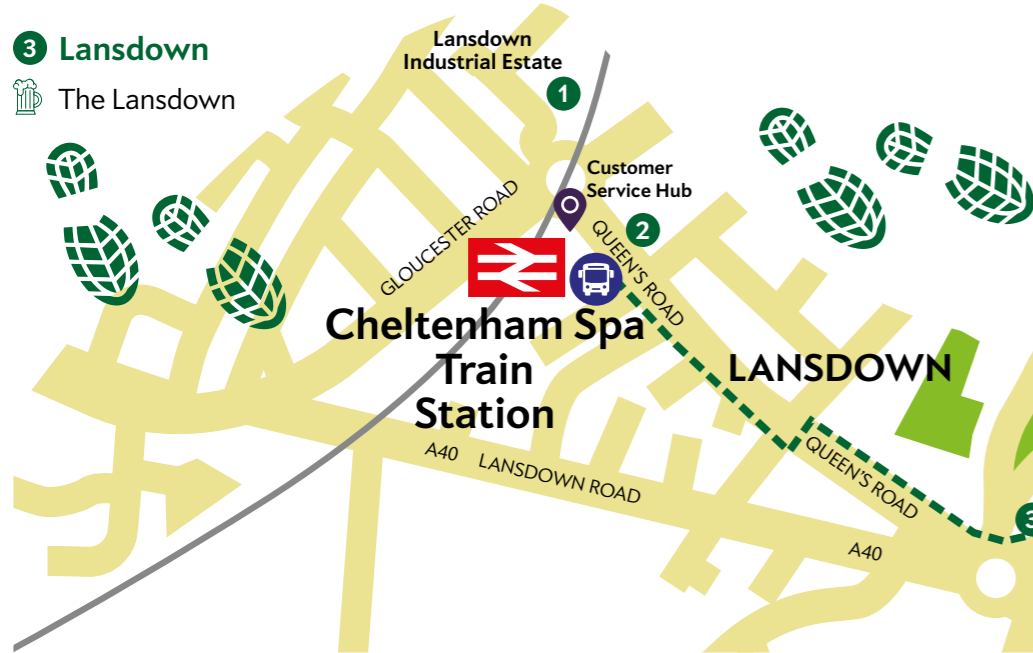 3 Lansdown
The Lansdown
Lansdown
Industrial Estate
1
Customer
Service Hub
2
GLOUCESTER ROAD
QUEEN'S ROAD
Cheltenham Spa
Train
Station
LANSDOWN
A40 LANSDOWN ROAD
QUEEN'S ROAD
3
A40